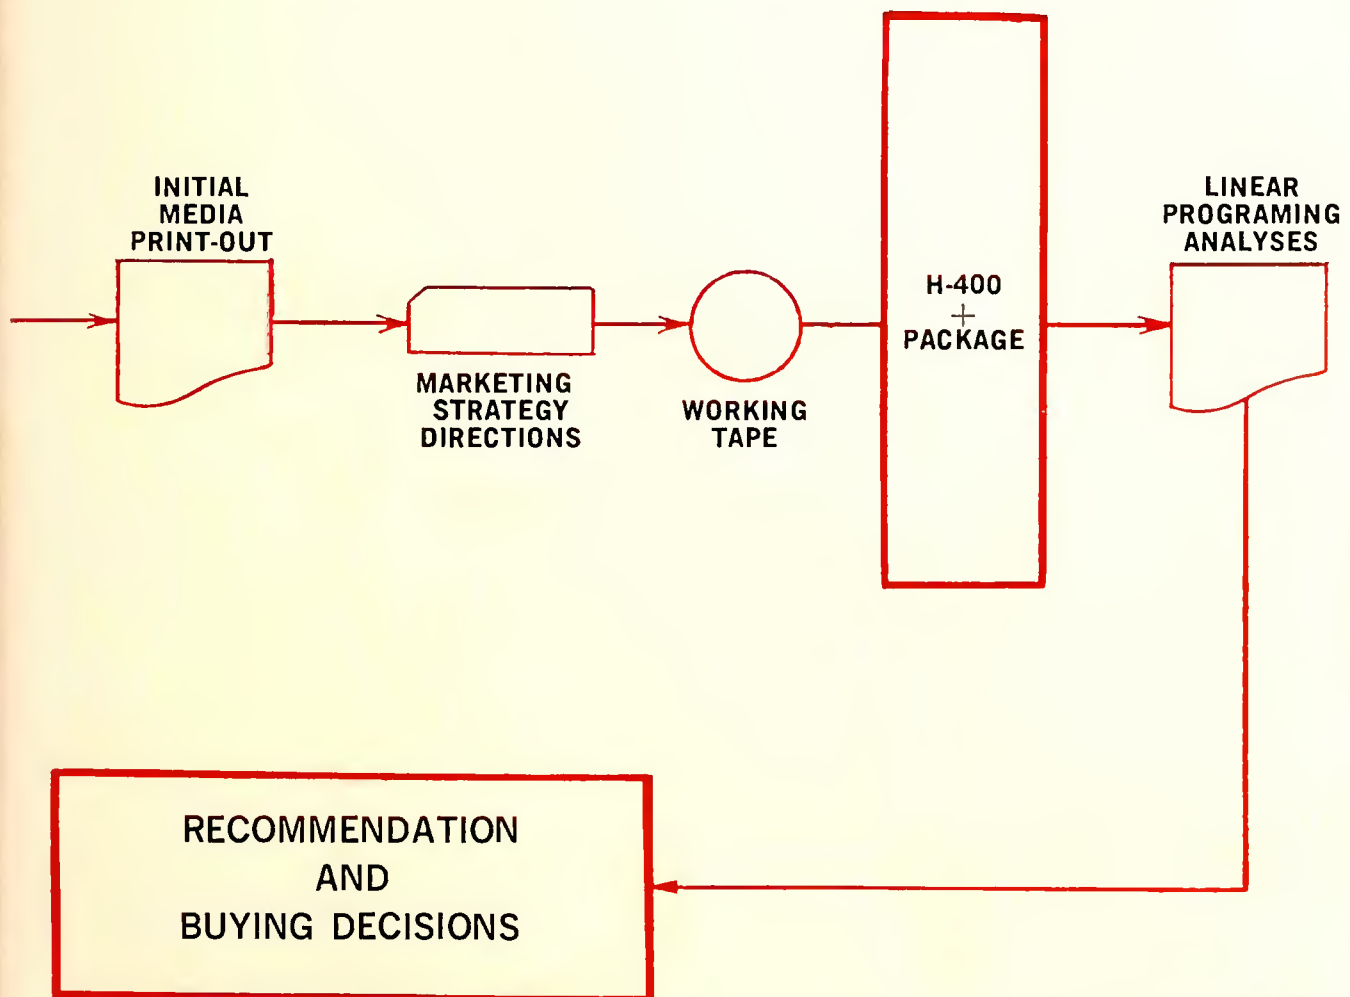 INITIAL
MEDIA
PRINT-OUT
MARKETING
STRATEGY
DIRECTIONS
WORKING
TAPE
H-400
+
PACKAGE
LINEAR
PROGRAMING
ANALYSES
RECOMMENDATION
AND
BUYING DECISIONS